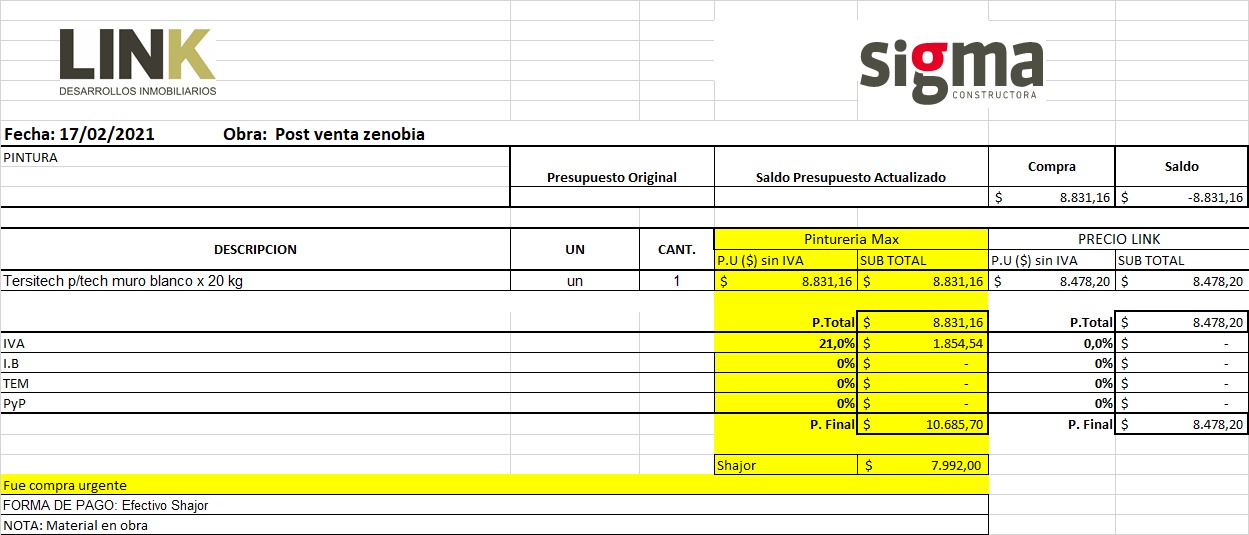 LINK
DESARROLLOS INMOBILIARIOS
sigma
CONSTRUCTORA
Fecha: 17/02/2021 Obra: Post venta zenobia
PINTURA
Presupuesto Original Saldo Presupuesto Actualizado Compra Saldo
$ 8.831,16 $ -8.831,16
DESCRIPCION UN CANT. Pintureria Max PRECIO LINK
P.U ($) sin IVA SUB TOTAL P.U ($) sin IVA SUB TOTAL
Tersitech p/tech muro blanco x 20 kg un 1 $ 8.831,16 $ 8.831,16 $ 8.478,20 $ 8.478,20
P.Total $ 8.831,16 P.Total $ 8.478,20
IVA 21,0% $ 1.854,54 0,0% $ -
I.B 0% $ - 0% $ -
TEM 0% $ - 0% $ -
PyP 0% $ - 0% $ -
P. Final $ 10.685,70 P. Final $ 8.478,20
Shajor $ 7.992,00
Fue compra urgente
FORMA DE PAGO: Efectivo Shajor
NOTA: Material en obra